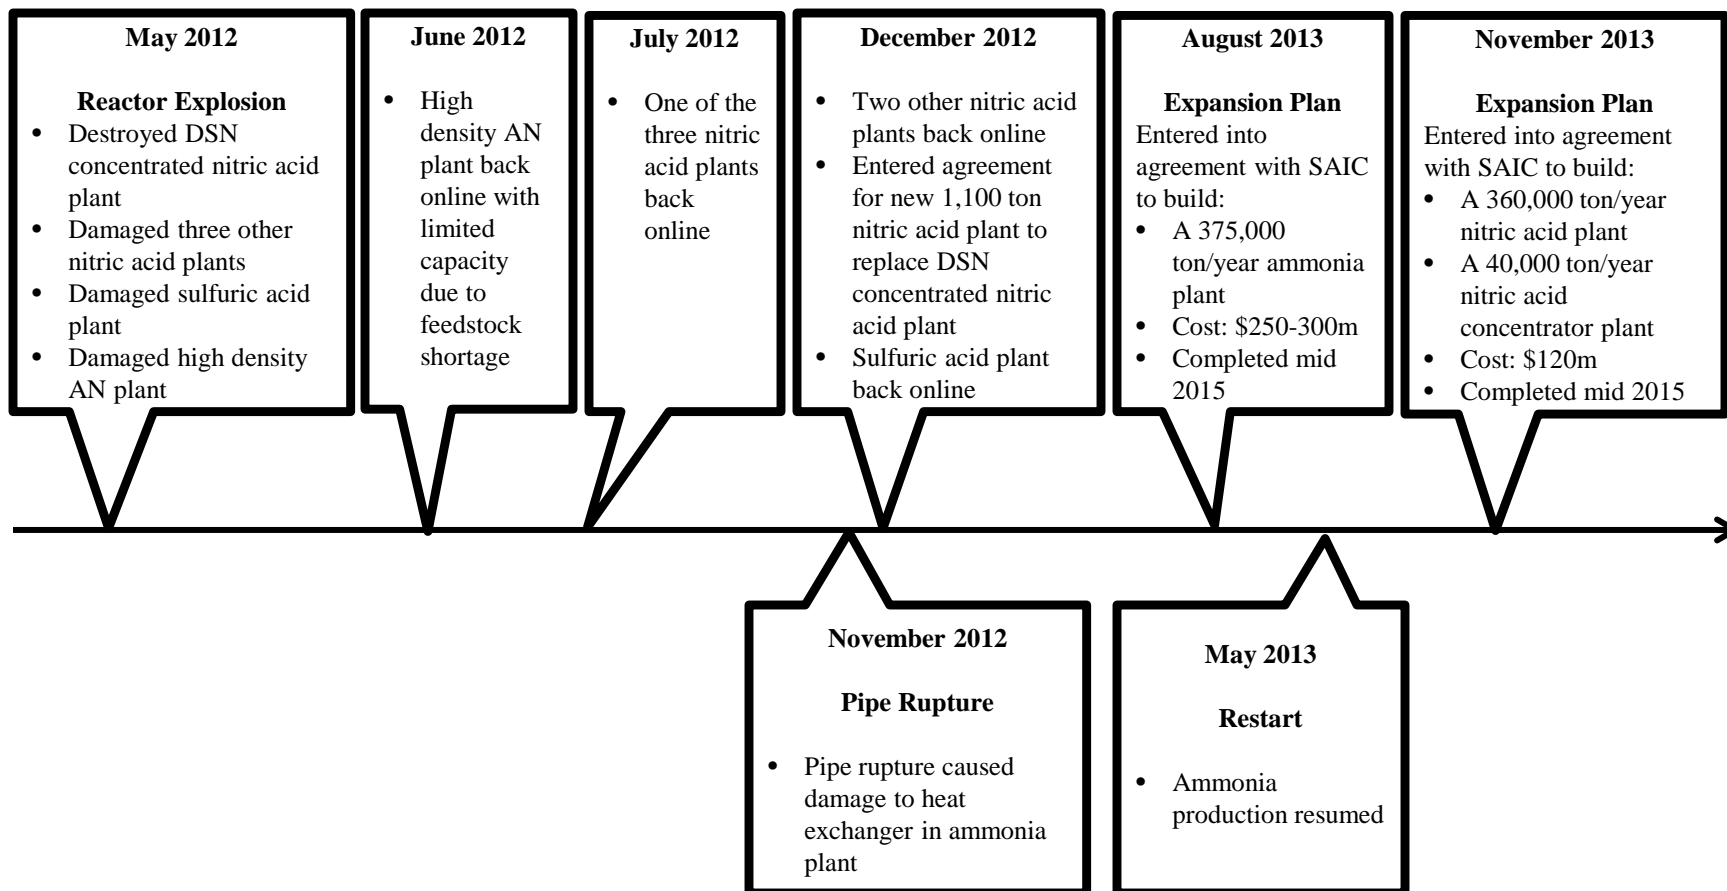 May 2012
Reactor Explosion
• Destroyed DSN
concentrated nitric acid
plant
• Damaged three other
nitric acid plants
• Damaged sulfuric acid
plant
• Damaged high density
AN plant
June 2012
• High
density AN
plant back
online with
limited
capacity
due to
feedstock
shortage
July 2012
• One of the
three nitric
acid plants
back
online
December 2012
• Two other nitric acid
plants back online
• Entered agreement
for new 1,100 ton
nitric acid plant to
replace DSN
concentrated nitric
acid plant
• Sulfuric acid plant
back online
August 2013
Expansion Plan
Entered into
agreement with SAIC
to build:
• A 375,000
ton/year ammonia
plant
• Cost: $250-300m
• Completed mid
2015
November 2013
Expansion Plan
Entered into agreement
with SAIC to build:
• A 360,000 ton/year
nitric acid plant
• A 40,000 ton/year
nitric acid
concentrator plant
• Cost: $120m
• Completed mid 2015
November 2012
Pipe Rupture
• Pipe rupture caused
damage to heat
exchanger in ammonia
plant
May 2013
Restart
• Ammonia
production resumed